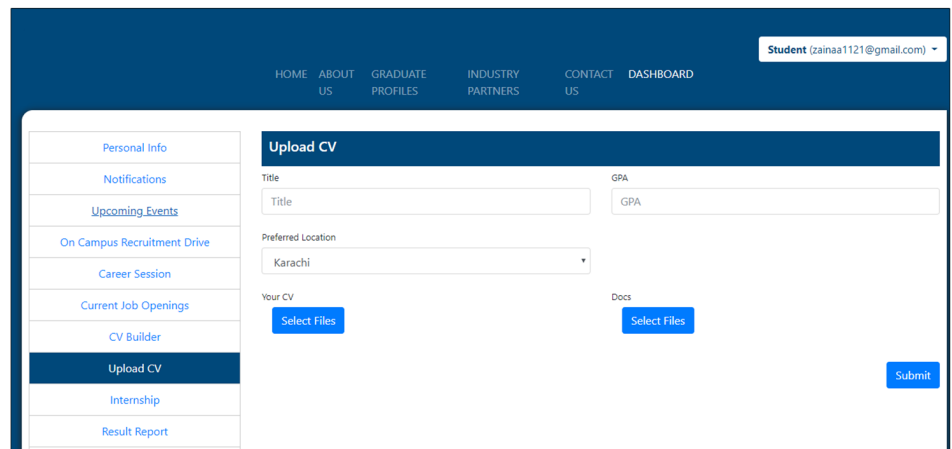 Student (zainaa1121@gmail.com)
HOME ABOUT US GRADUATE PROFILES INDUSTRY PARTNERS CONTACT US DASHBOARD
Personal Info
Notifications
Upcoming Events
On Campus Recruitment Drive
Career Session
Current Job Openings
CV Builder
Upload CV
Internship
Result Report
Upload CV
Title GPA
Title GPA
Preferred Location
Karachi
Your CV Docs
Select Files Select Files
Submit